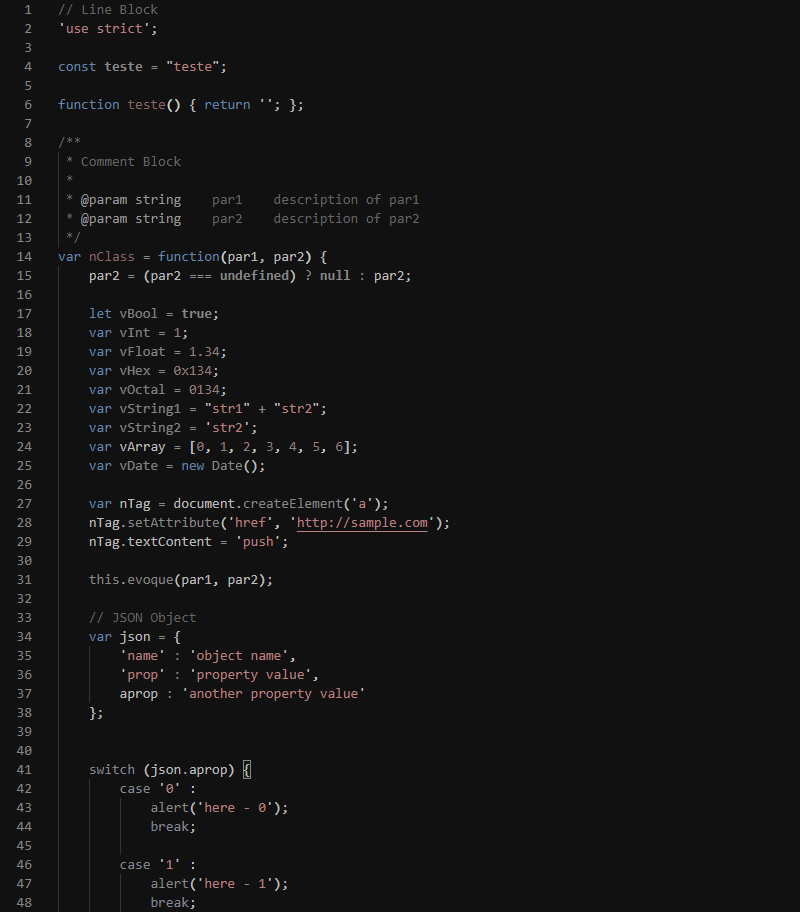 1 // Line Block
2 'use strict';
3
4 const teste = "teste";
5
6 function teste() { return ''; };
7
8 /**
9  * Comment Block
10  *
11  * @param string    par1    description of par1
12  * @param string    par2    description of par2
13  */
14 var nClass = function(par1, par2) {
15     par2 = (par2 === undefined) ? null : par2;
16
17     let vBool = true;
18     var vInt = 1;
19     var vFloat = 1.34;
20     var vHex = 0x134;
21     var vOctal = 0134;
22     var vString1 = "str1" + "str2";
23     var vString2 = 'str2';
24     var vArray = [0, 1, 2, 3, 4, 5, 6];
25     var vDate = new Date();
26
27     var nTag = document.createElement('a');
28     nTag.setAttribute('href', 'http://sample.com');
29     nTag.textContent = 'push';
30
31     this.evoque(par1, par2);
32
33     // JSON Object
34     var json = {
35         'name' : 'object name',
36         'prop' : 'property value',
37         aprop : 'another property value'
38     };
39
40
41     switch (json.aprop) {
42         case '0' :
43             alert('here - 0');
44             break;
45
46         case '1' :
47             alert('here - 1');
48             break;